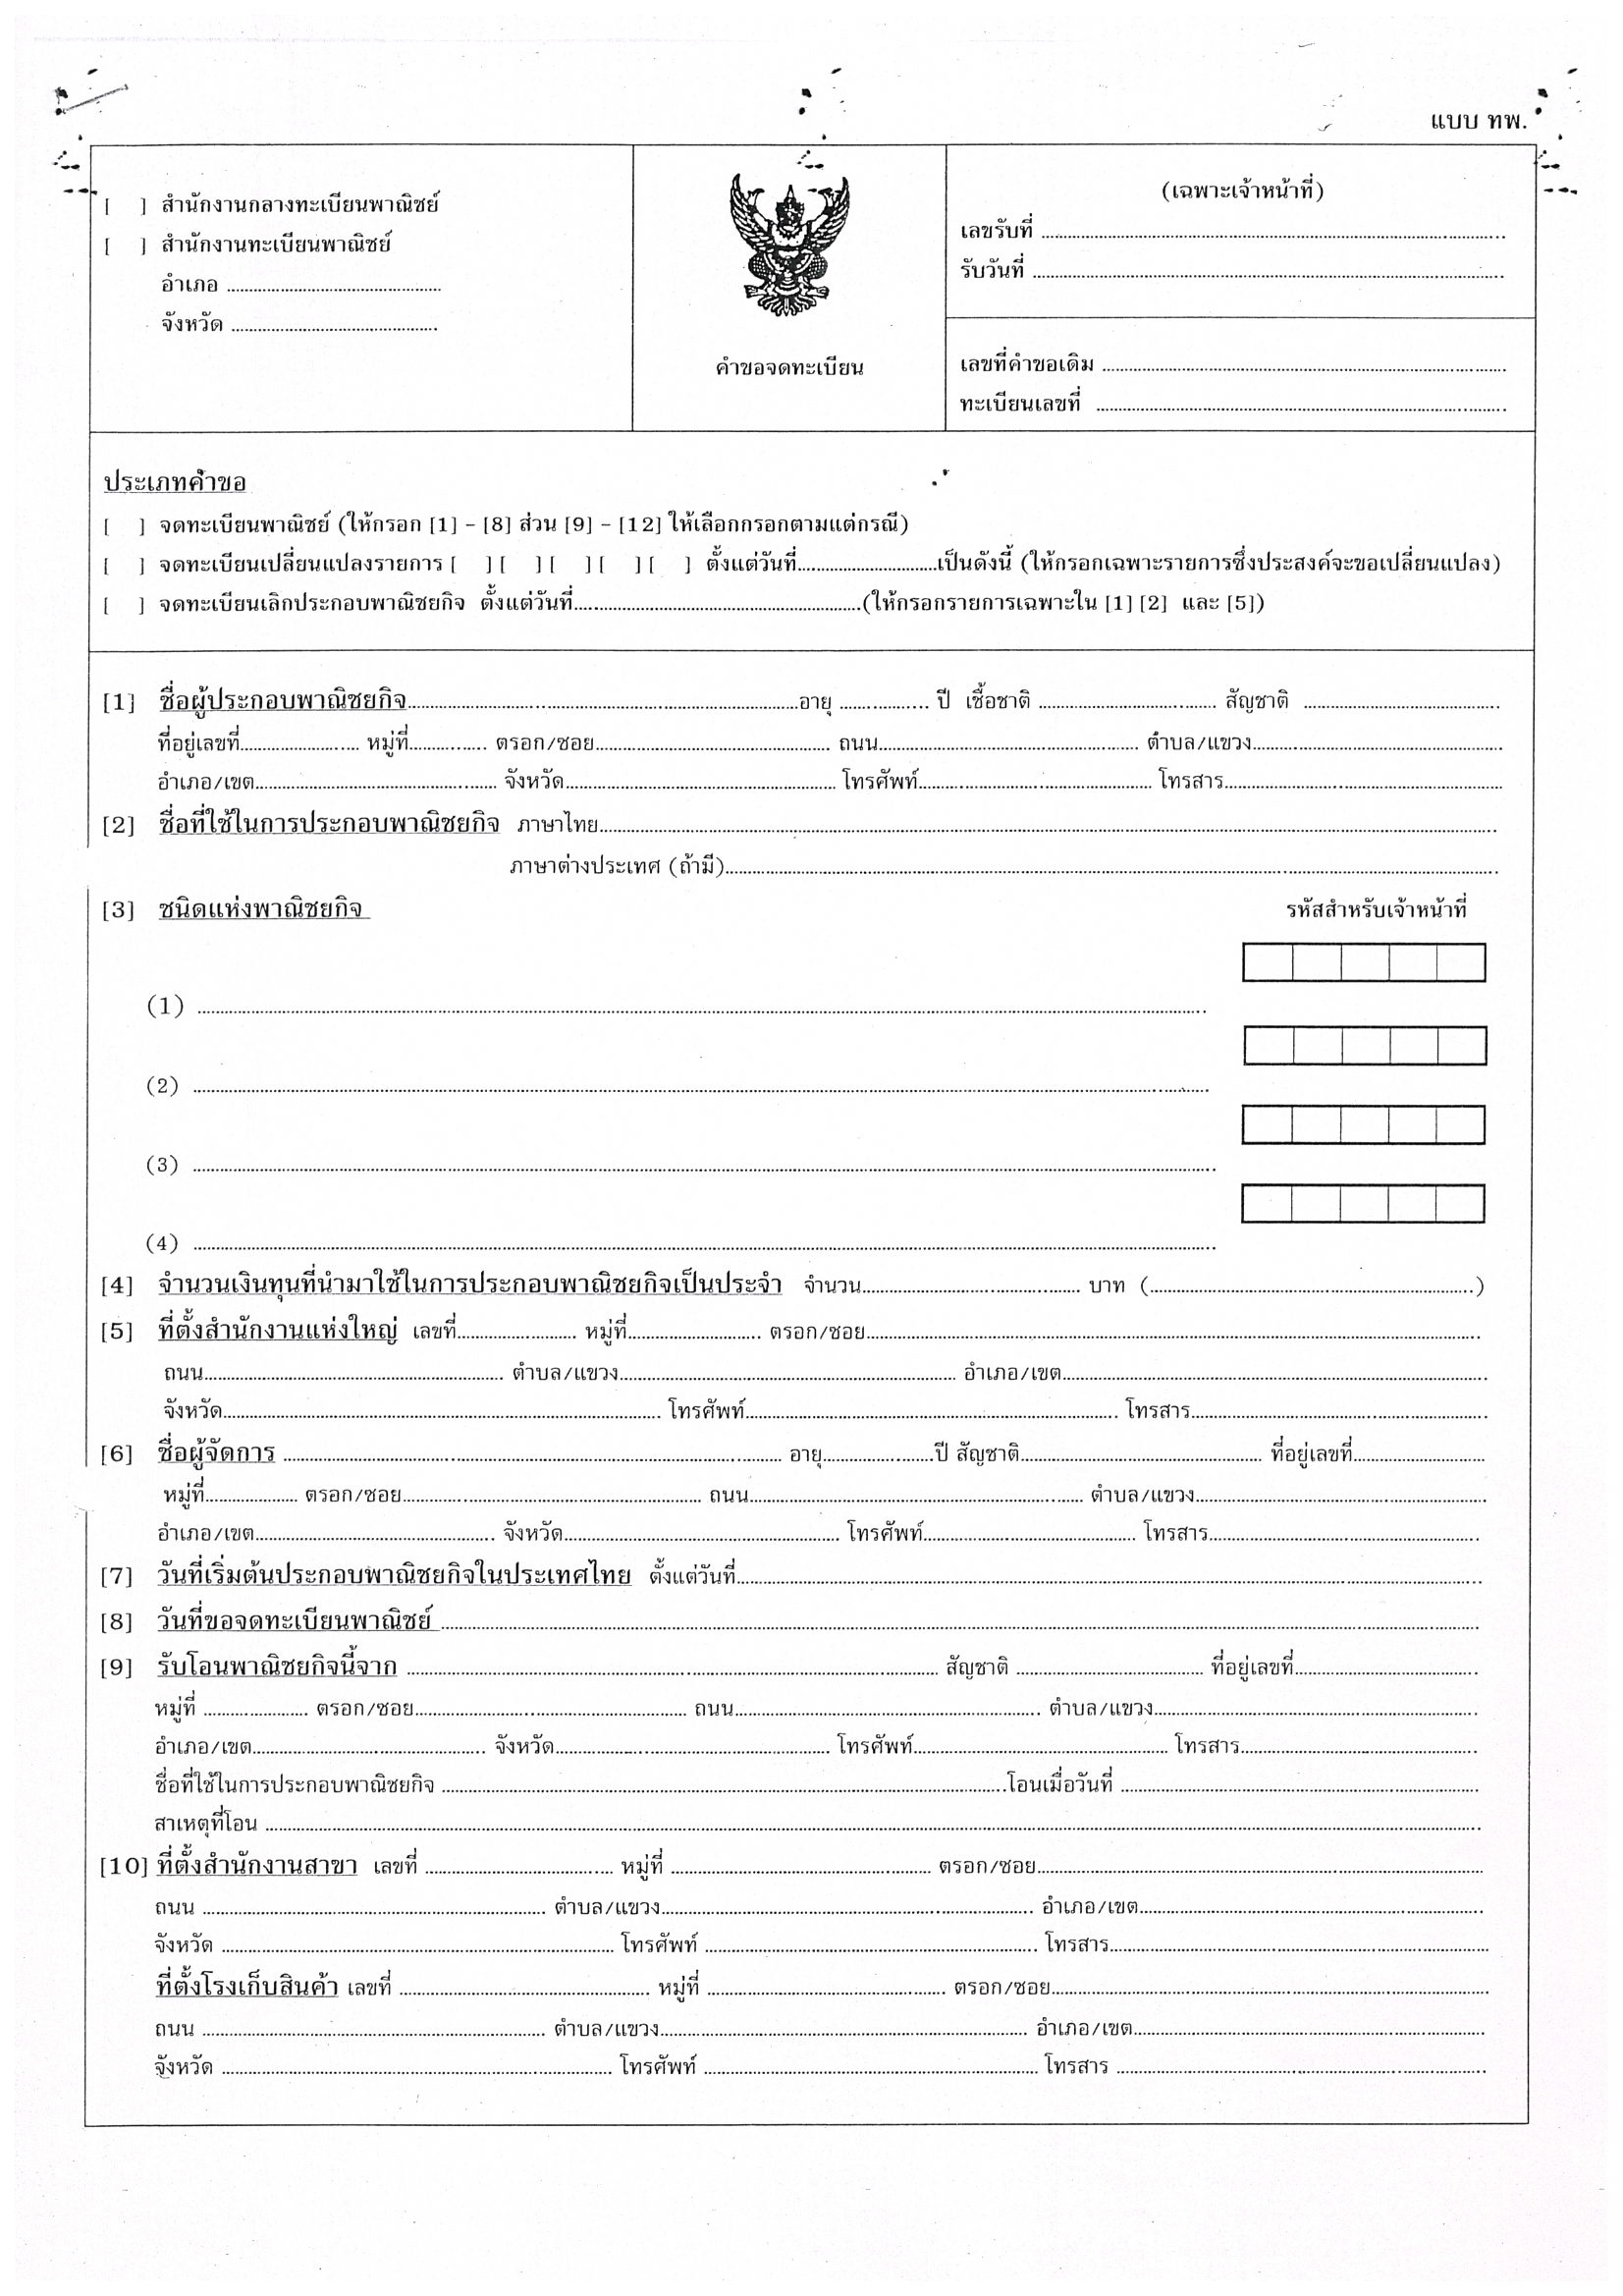 แบบ ทพ.
[ ] สำนักงานกลางทะเบียนพาณิชย์
[ ] สำนักงานทะเบียนพาณิชย์
อำเภอ ........................................
จังหวัด ........................................
คำขอจดทะเบียน
(เฉพาะเจ้าหน้าที่)
เลขรับที่ ........................................
รับวันที่ ........................................
เลขที่คำขอเดิม ........................................
ทะเบียนเลขที่ ........................................
ประเภทคำขอ
[ ] จดทะเบียนพาณิชย์ (ให้กรอก [1] - [8] ส่วน [9] - [12] ให้เลือกกรอกตามแต่กรณี)
[ ] จดทะเบียนเปลี่ยนแปลงรายการ [ ] [ ] [ ] [ ] [ ] ตั้งแต่วันที่....................เป็นดังนี้ (ให้กรอกเฉพาะรายการซึ่งประสงค์จะขอเปลี่ยนแปลง)
[ ] จดทะเบียนเลิกประกอบพาณิชยกิจ ตั้งแต่วันที่....................(ให้กรอกรายการเฉพาะใน [1] [2] และ [5])
[1] ชื่อผู้ประกอบพาณิชยกิจ....................อายุ .......... ปี เชื้อชาติ .................... สัญชาติ ....................
ที่อยู่เลขที่.................... หมู่ที่.......... ตรอก/ซอย.................... ถนน.................... ตำบล/แขวง....................
อำเภอ/เขต.................... จังหวัด.................... โทรศัพท์.................... โทรสาร....................
[2] ชื่อที่ใช้ในการประกอบพาณิชยกิจ ภาษาไทย....................
ภาษาต่างประเทศ (ถ้ามี)....................
[3] ชนิดแห่งพาณิชยกิจ รหัสสำหรับเจ้าหน้าที่
(1) ....................
(2) ....................
(3) ....................
(4) ....................
[4] จำนวนเงินทุนที่นำมาใช้ในการประกอบพาณิชยกิจเป็นประจำ จำนวน.................... บาท (....................)
[5] ที่ตั้งสำนักงานแห่งใหญ่ เลขที่.................... หมู่ที่.................... ตรอก/ซอย....................
ถนน.................... ตำบล/แขวง.................... อำเภอ/เขต....................
จังหวัด.................... โทรศัพท์.................... โทรสาร....................
[6] ชื่อผู้จัดการ .................... อายุ....................ปี สัญชาติ.................... ที่อยู่เลขที่....................
หมู่ที่.................... ตรอก/ซอย.................... ถนน.................... ตำบล/แขวง....................
อำเภอ/เขต.................... จังหวัด.................... โทรศัพท์.................... โทรสาร....................
[7] วันที่เริ่มต้นประกอบพาณิชยกิจในประเทศไทย ตั้งแต่วันที่....................
[8] วันที่ขอจดทะเบียนพาณิชย์ ....................
[9] รับโอนพาณิชยกิจนี้จาก .................... สัญชาติ .................... ที่อยู่เลขที่....................
หมู่ที่ .................... ตรอก/ซอย.................... ถนน.................... ตำบล/แขวง....................
อำเภอ/เขต.................... จังหวัด.................... โทรศัพท์.................... โทรสาร....................
ชื่อที่ใช้ในการประกอบพาณิชยกิจ ....................โอนเมื่อวันที่ ....................
สาเหตุที่โอน ....................
[10] ที่ตั้งสำนักงานสาขา เลขที่ .................... หมู่ที่ .................... ตรอก/ซอย....................
ถนน .................... ตำบล/แขวง.................... อำเภอ/เขต....................
จังหวัด .................... โทรศัพท์ .................... โทรสาร....................
ที่ตั้งโรงเก็บสินค้า เลขที่ .................... หมู่ที่ .................... ตรอก/ซอย....................
ถนน .................... ตำบล/แขวง.................... อำเภอ/เขต....................
จังหวัด .................... โทรศัพท์ .................... โทรสาร ....................